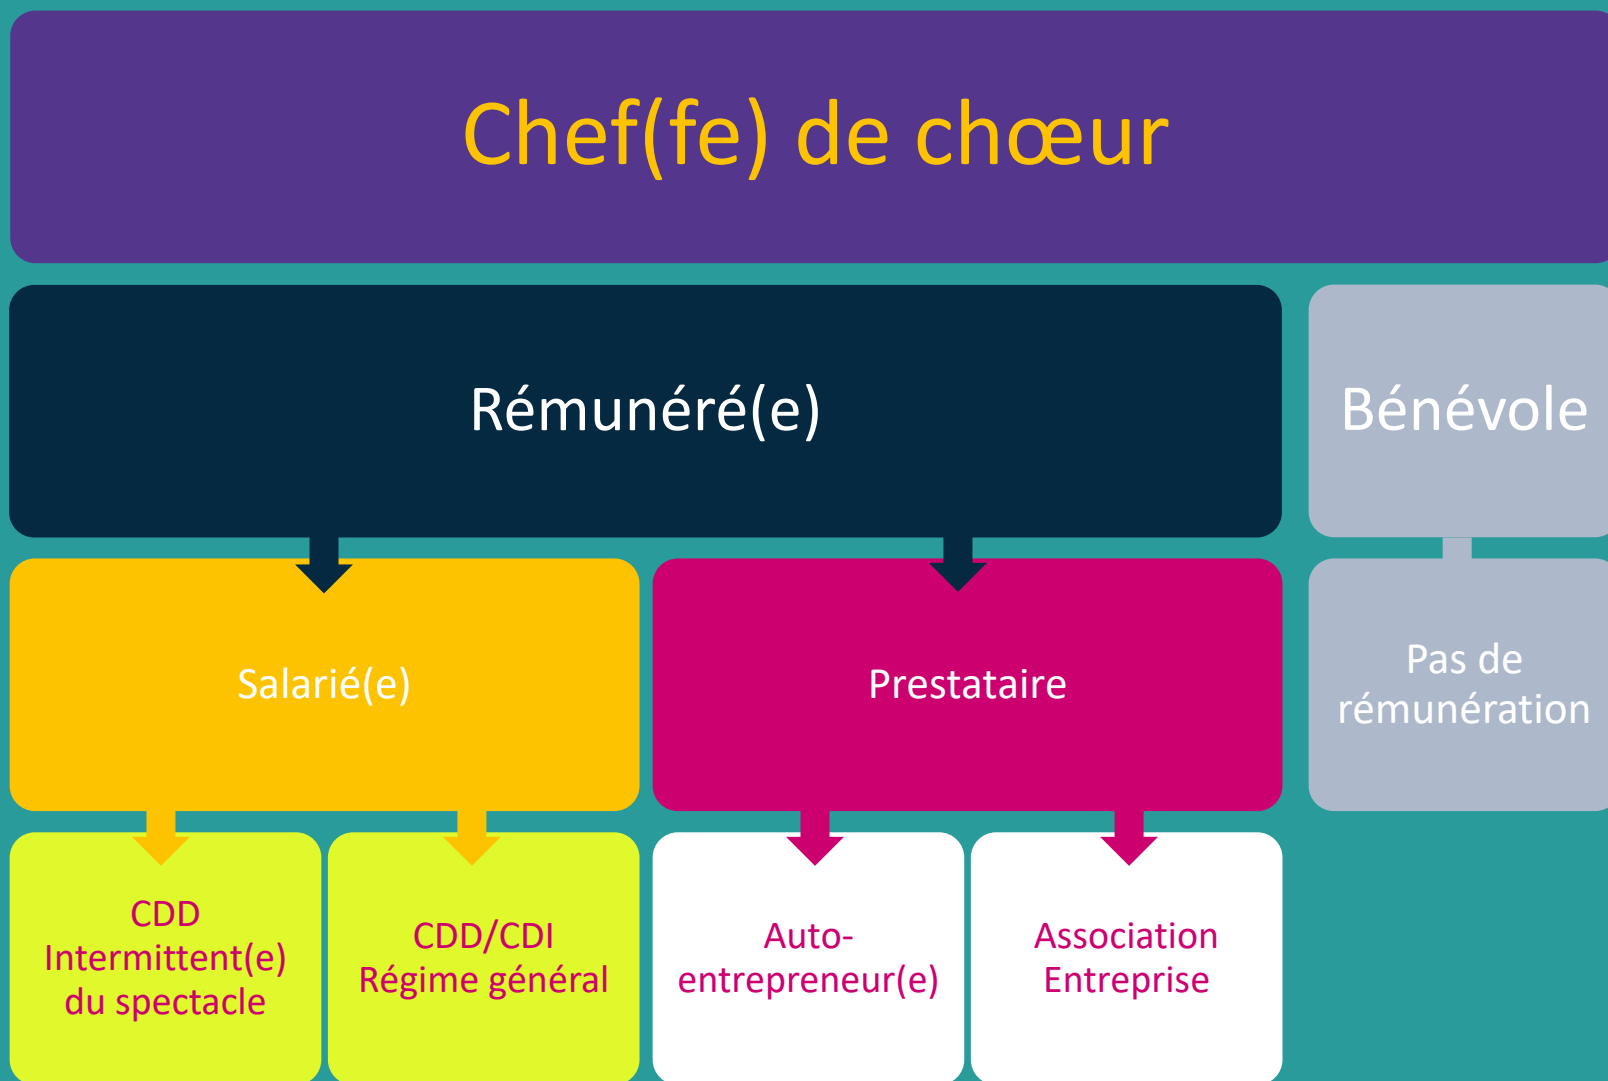 Chef(fe) de chœur
Rémunéré(e)
Bénévole
Salarié(e)
Prestataire
Pas de
rémunération
CDD
Intermittent(e)
du spectacle
CDD/CDI
Régime général
Auto-
entrepreneur(e)
Association
Entreprise